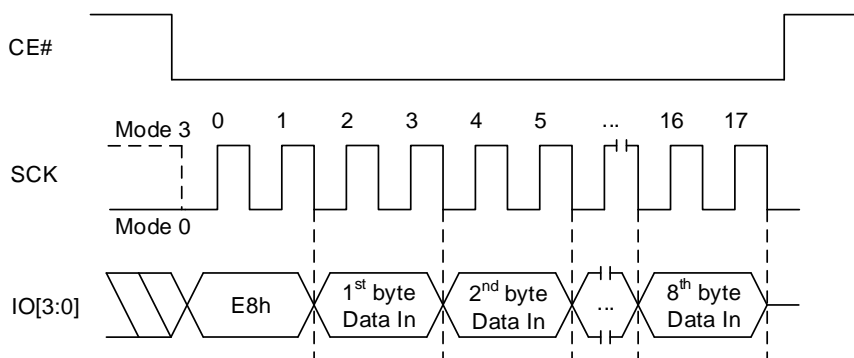 CE#
Mode 3
0 1 2 3 4 5 ... 16 17
SCK
Mode 0
IO[3:0]
E8h
1st byte
Data In
2nd byte
Data In
...
8th byte
Data In